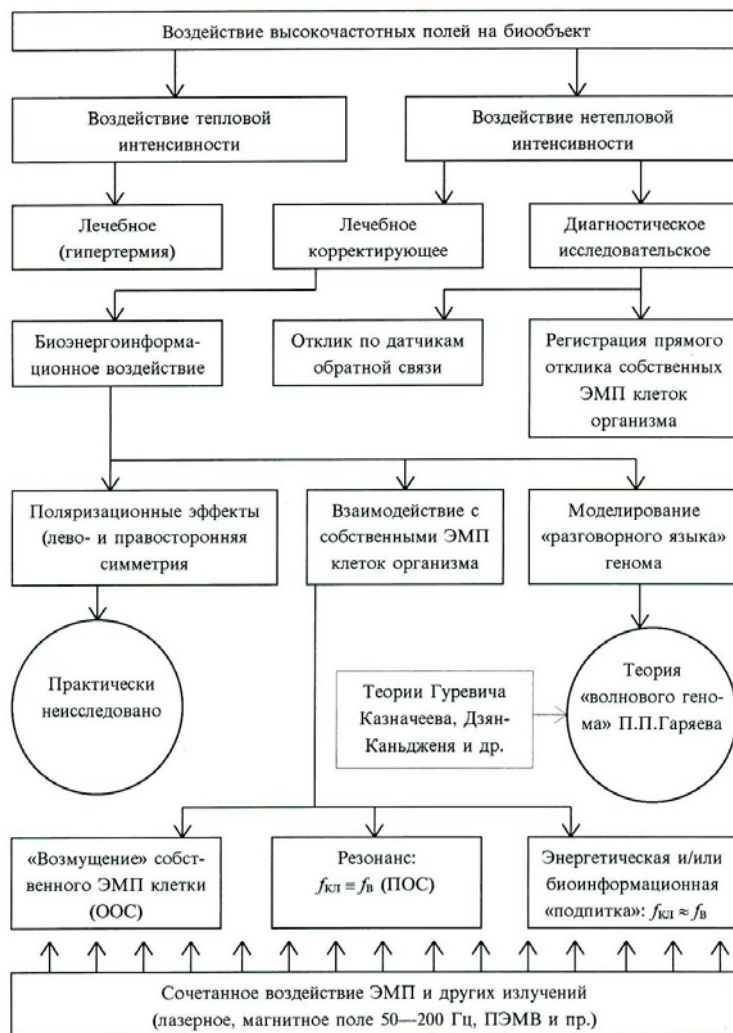 Воздействие высокочастотных полей на биообъект
Воздействие тепловой
интенсивности
Воздействие нетепловой
интенсивности
Лечебное
(гипертермия)
Лечебное
корректирующее
Диагностическое
исследовательское
Биоэнергоинформа-
ционное воздействие
Отклик по датчикам
обратной связи
Регистрация прямого
отклика собственных
ЭМП клеток
организма
Поляризационные эффекты
(лево- и правосторонняя
симметрия
Взаимодействие с
собственными ЭМП
клеток организма
Моделирование
«разговорного языка»
генома
Практически
неисследовано
Теории Гуревича
Казначеева, Дзян-
Каньдженя и др.
Теория
«волнового гено-
ма» П.П.Гаряева
«Возмущение» собст-
венного ЭМП клетки
(ООС)
Резонанс:
fкл ≡ fв (ПОС)
Энергетическая и/или
биоинформационная
«подпитка»: fкл ≈ fв
Сочетанное воздействие ЭМП и других излучений
(лазерное, магнитное поле 50—200 Гц, ПЭМВ и пр.)